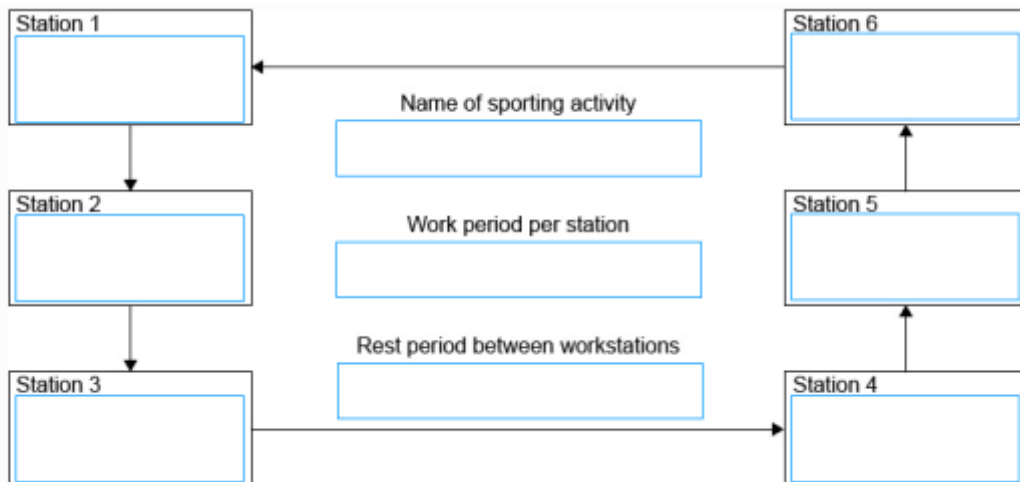 Station 1
Station 6
Name of sporting activity
Station 2
Work period per station
Station 5
Rest period between workstations
Station 3
Station 4